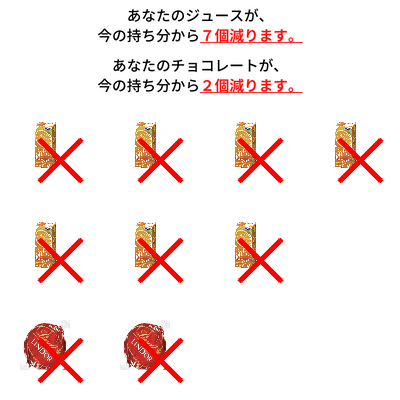 あなたのジュースが、
今の持ち分から７個減ります。
あなたのチョコレートが、
今の持ち分から２個減ります。
LINDOR
LINDOR